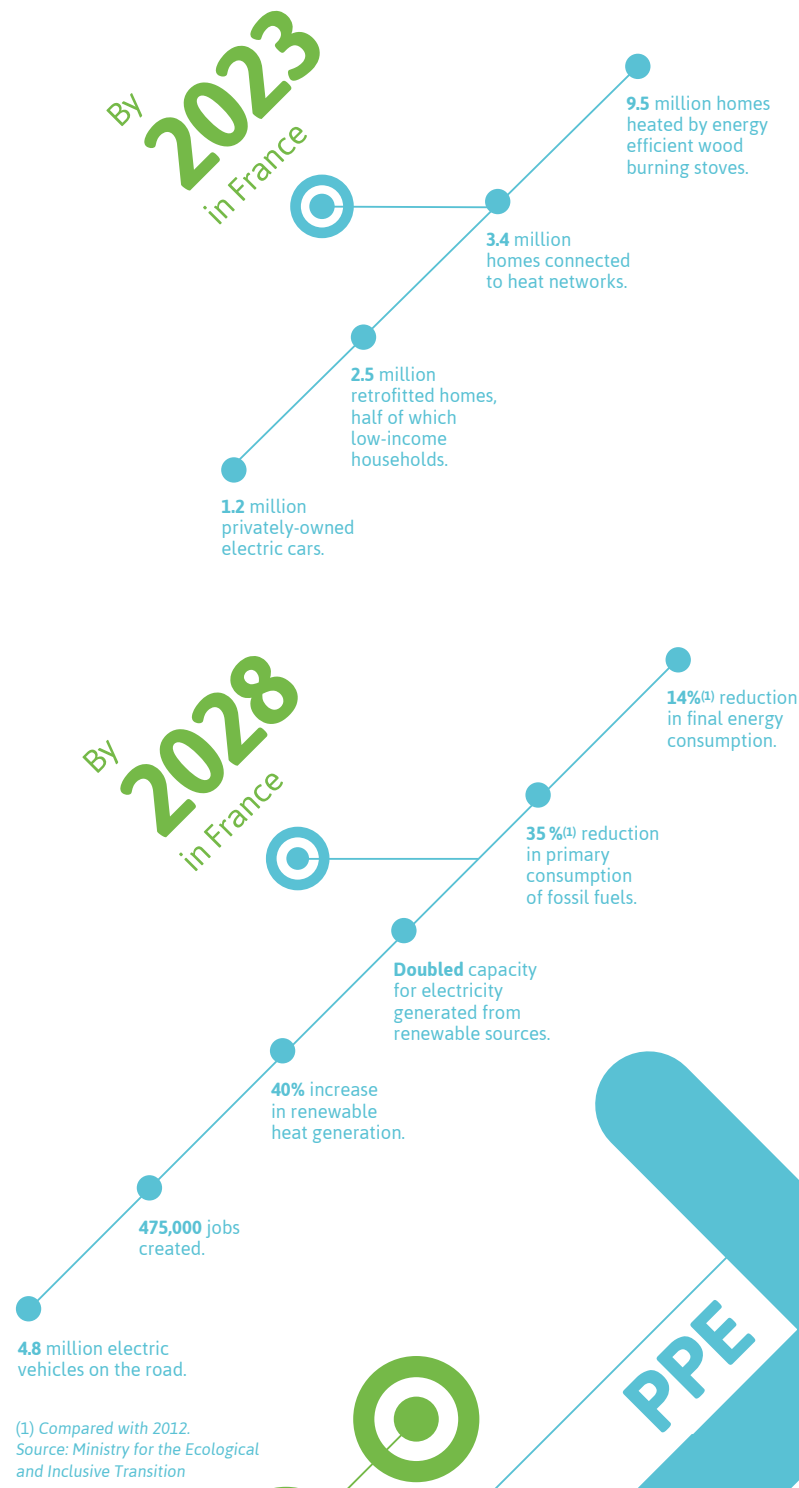 By
2023
in France
9.5 million homes
heated by energy
efficient wood
burning stoves.
3.4 million
homes connected
to heat networks.
2.5 million
retrofitted homes,
half of which
low-income
households.
1.2 million
privately-owned
electric cars.
By
2028
in France
14%(1) reduction
in final energy
consumption.
35 %(1) reduction
in primary
consumption
of fossil fuels.
Doubled capacity
for electricity
generated from
renewable sources.
40% increase
in renewable
heat generation.
475,000 jobs
created.
4.8 million electric
vehicles on the road.
PPE
(1) Compared with 2012.
Source: Ministry for the Ecological
and Inclusive Transition